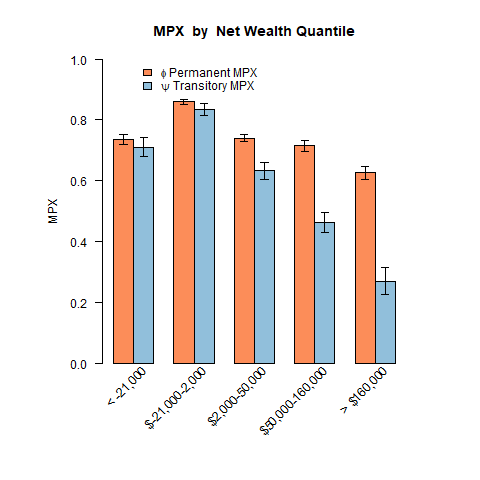 MPX by Net Wealth Quantile
ϕ Permanent MPX
ψ Transitory MPX
MPX
1.0
0.8
0.6
0.4
0.2
0.0
< -21,000
$-21,000-2,000
$2,000-50,000
$50,000-160,000
> $160,000